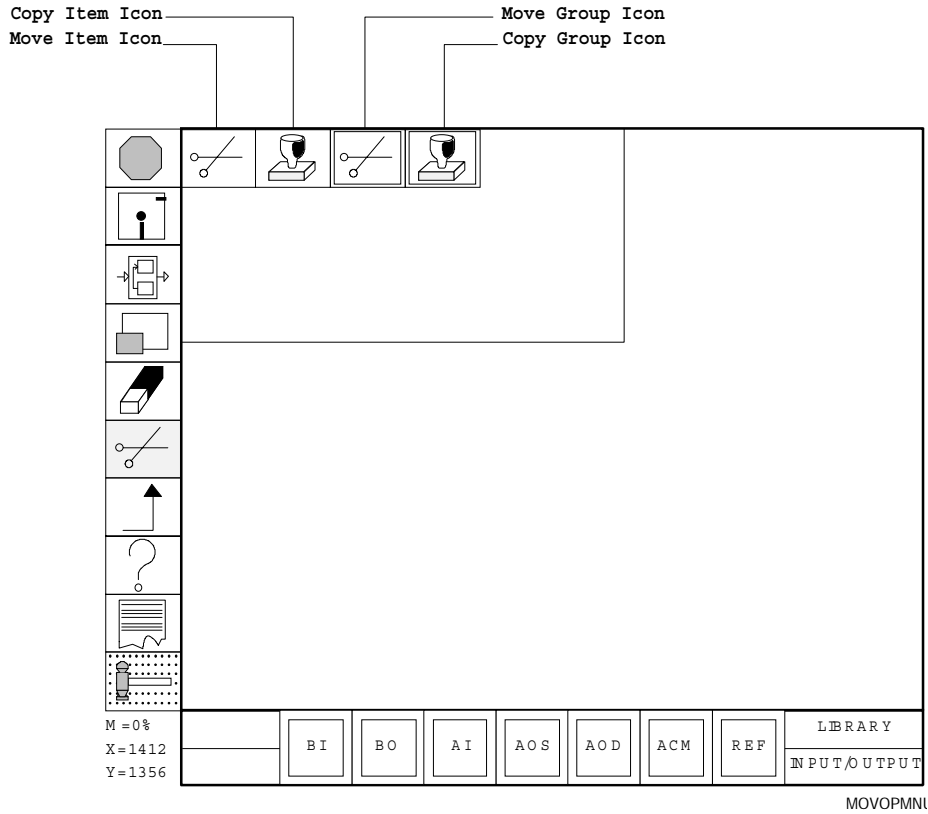 Copy Item Icon
Move Item Icon
Move Group Icon
Copy Group Icon
M=0%
X=1412
Y=1356
BI
BO
AI
AOS
AOD
ACM
REF
LIBRARY
INPUT/OUTPUT
MOVOPMNU